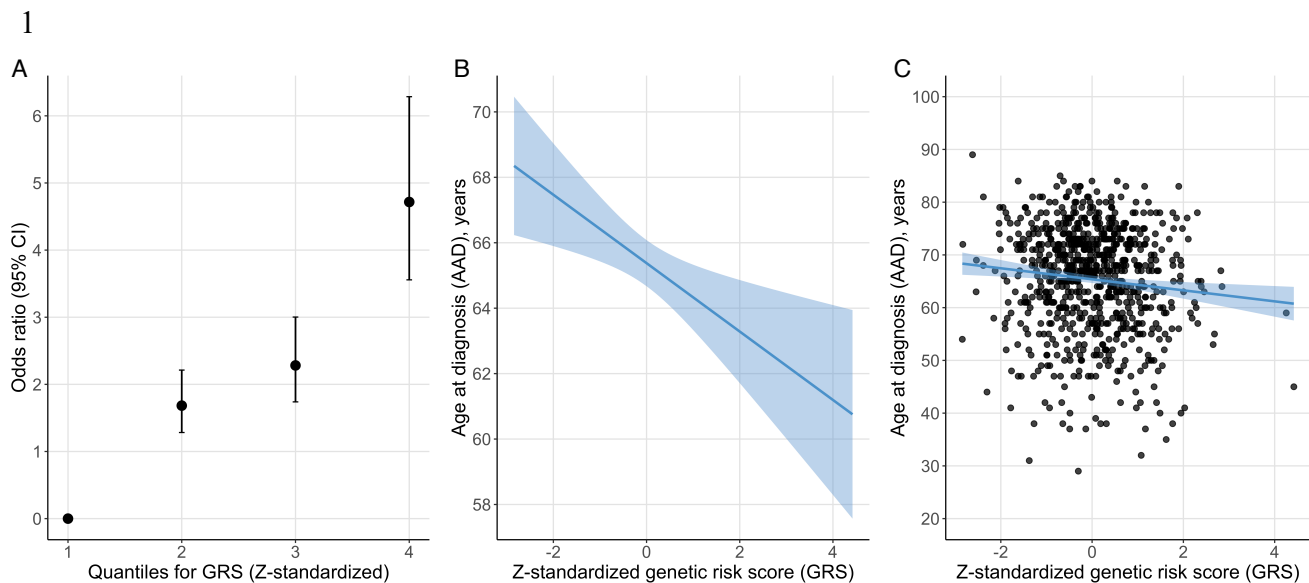 1
A
Odds ratio (95% CI)
6
5
4
3
2
1
0
1 2 3 4
Quantiles for GRS (Z-standardized)
B
Age at diagnosis (AAD), years
70
68
66
64
62
60
58
-2 0 2 4
Z-standardized genetic risk score (GRS)
C
Age at diagnosis (AAD), years
100
90
80
70
60
50
40
30
20
-2 0 2 4
Z-standardized genetic risk score (GRS)